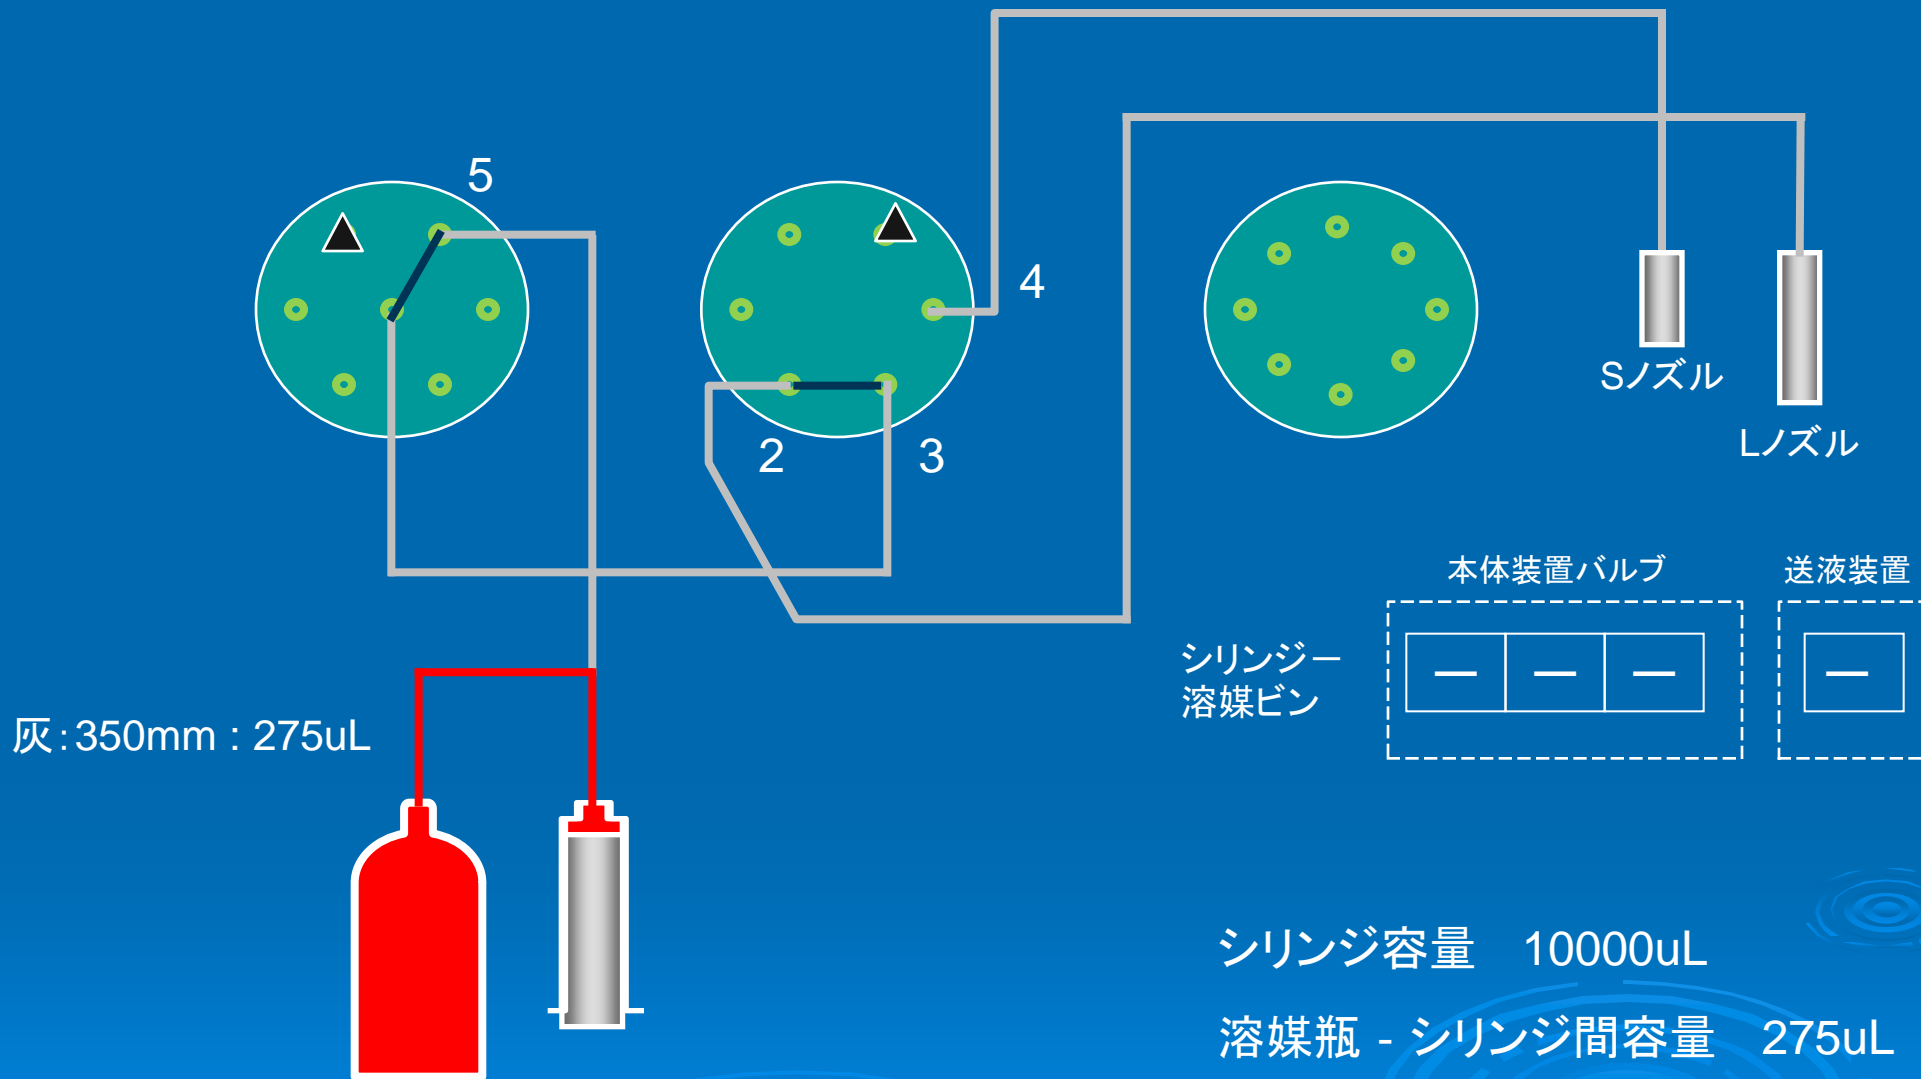 5
4
2
3
Sノズル
Lノズル
本体装置バルブ
送液装置
シリンジー
溶媒ビン
― ― ― ―
灰:350mm:275uL
シリンジ容量 10000uL
溶媒瓶 - シリンジ間容量 275uL